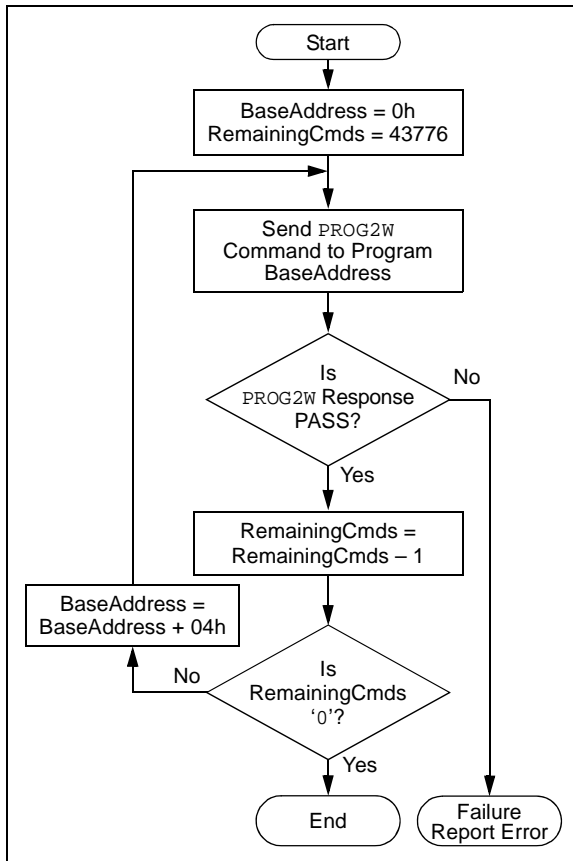 Start
BaseAddress = 0h
RemainingCmds = 43776
Send PROG2W
Command to Program
BaseAddress
Is
PROG2W Response
PASS?
No
Yes
RemainingCmds =
RemainingCmds – 1
BaseAddress =
BaseAddress + 04h
No
Is
RemainingCmds
‘0’?
Yes
End
Failure
Report Error